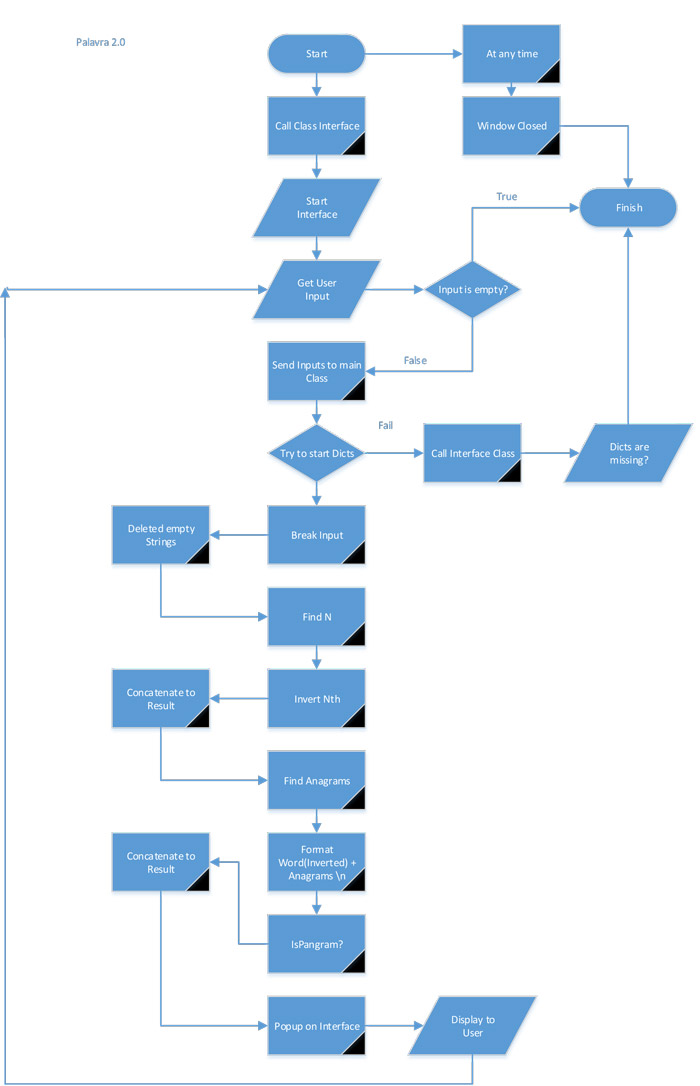 Palavra 2.0
Start
At any time
Call Class Interface
Window Closed
Start
Interface
True
Finish
Get User
Input
Input is empty?
Send Inputs to main
Class
False
Fail
Try to start Dicts
Call Interface Class
Dicts are
missing?
Deleted empty
Strings
Break Input
Find N
Concatenate to
Result
Invert Nth
Find Anagrams
Concatenate to
Result
Format
Word(Inverted) +
Anagrams \n
IsPangram?
Popup on Interface
Display to
User